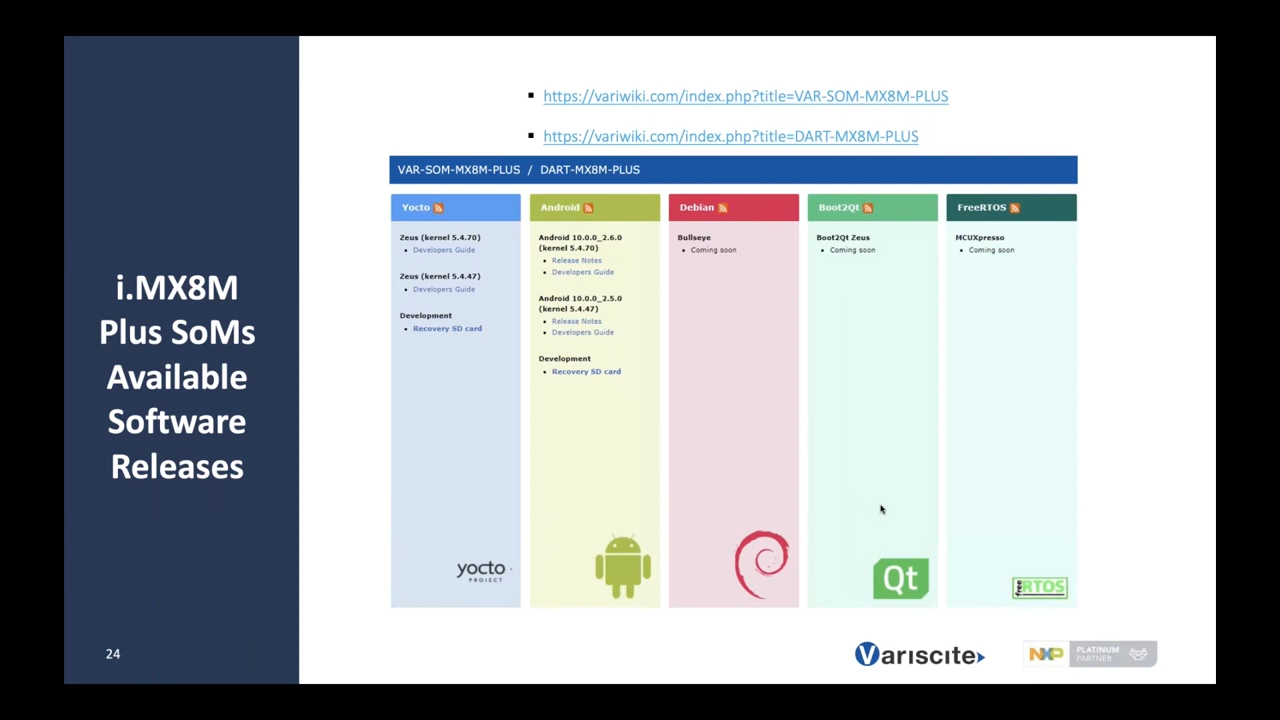 https://variwiki.com/index.php?title=VAR-SOM-MX8M-PLUS
https://variwiki.com/index.php?title=DART-MX8M-PLUS
VAR-SOM-MX8M-PLUS / DART-MX8M-PLUS
Yocto
Zeus (kernel 5.4.70)
Developers Guide
Zeus (kernel 5.4.47)
Developers Guide
Development
Recovery SD card
yocto
PROJECT
Android
Android 10.0.0_2.6.0
(kernel 5.4.70)
Release Notes
Developers Guide
Android 10.0.0_2.5.0
(kernel 5.4.47)
Release Notes
Developers Guide
Development
Recovery SD card
Debian
Bullseye
Coming soon
Boot2Qt
Boot2Qt Zeus
Coming soon
Qt
FreeRTOS
MCUXpresso
Coming soon
free RTOS
i.MX8M
Plus SoMs
Available
Software
Releases
24
Variscite
NXP
PLATINUM
PARTNER